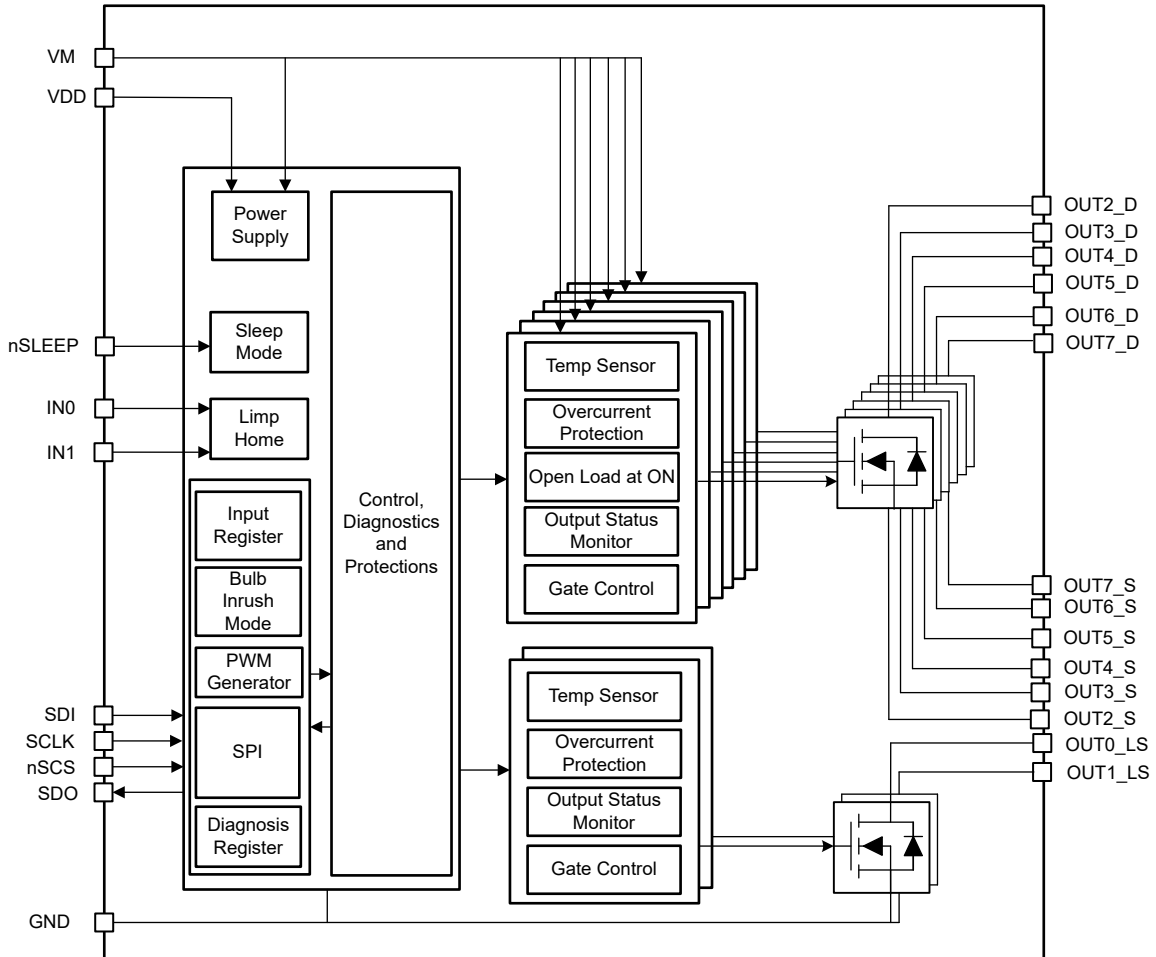 VM
VDD
nSLEEP
IN0
IN1
SDI
SCLK
nSCS
SDO
GND
Power
Supply
Sleep
Mode
Limp
Home
Input
Register
Bulb
Inrush
Mode
PWM
Generator
SPI
Diagnosis
Register
Control,
Diagnostics
and
Protections
Temp Sensor
Overcurrent
Protection
Open Load at ON
Output Status
Monitor
Gate Control
Temp Sensor
Overcurrent
Protection
Output Status
Monitor
Gate Control
OUT2_D
OUT3_D
OUT4_D
OUT5_D
OUT6_D
OUT7_D
OUT7_S
OUT6_S
OUT5_S
OUT4_S
OUT3_S
OUT2_S
OUT0_LS
OUT1_LS